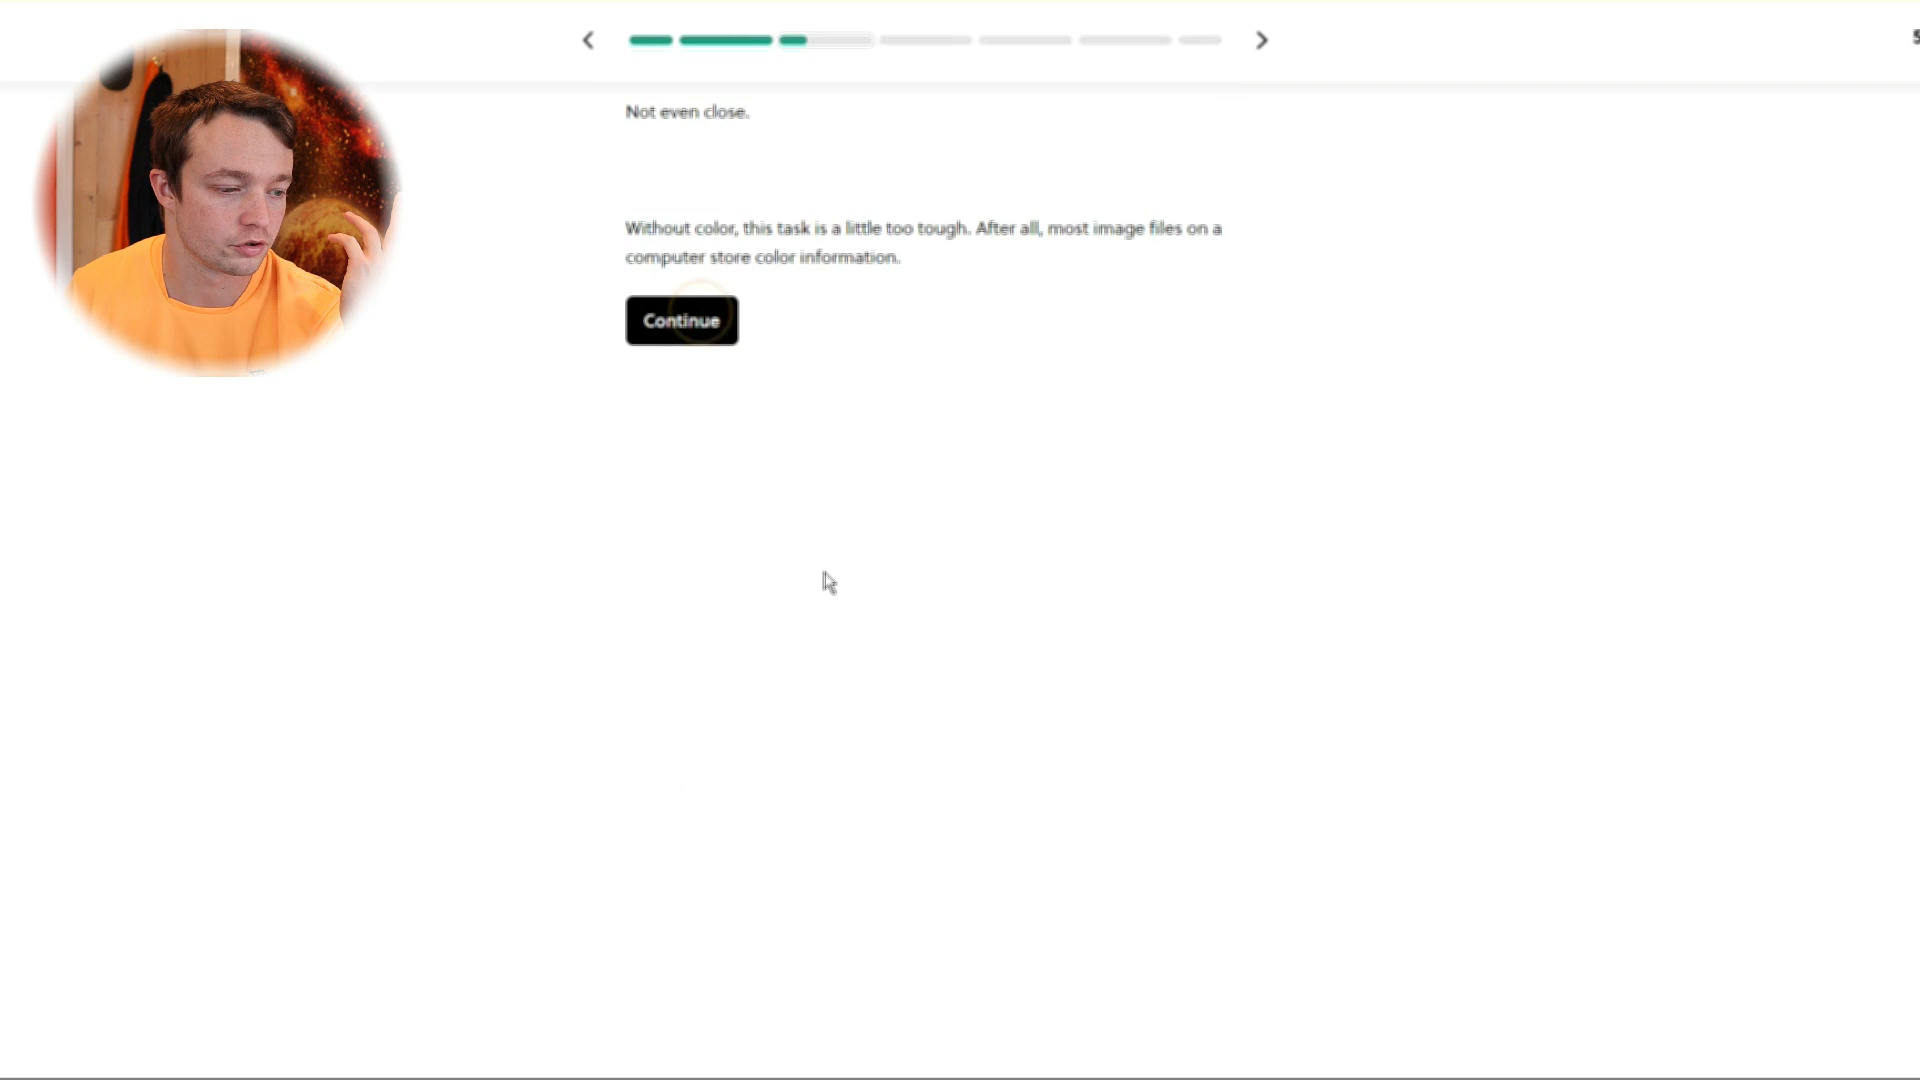 Not even close.
Without color, this task is a little too tough. After all, most image files on a
computer store color information.
Continue